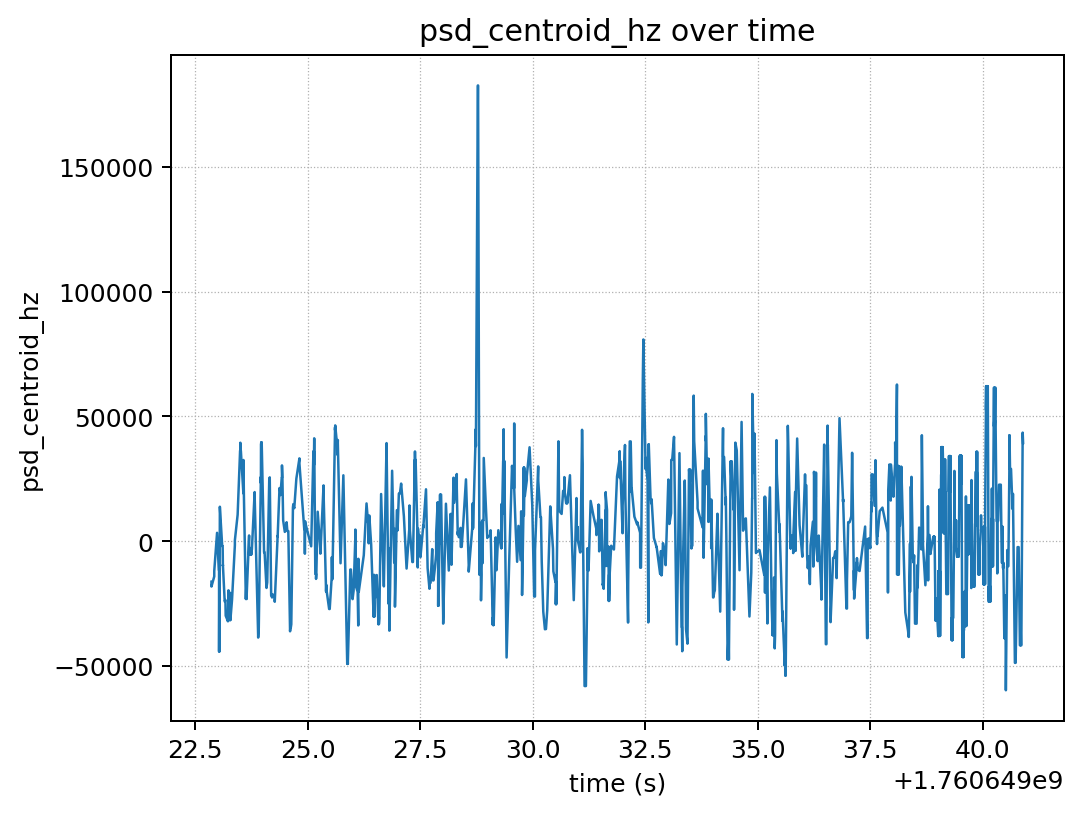 psd_centroid_hz over time
psd_centroid_hz
150000
100000
50000
0
−50000
22.5 25.0 27.5 30.0 32.5 35.0 37.5 40.0
time (s)
+1.760649e9